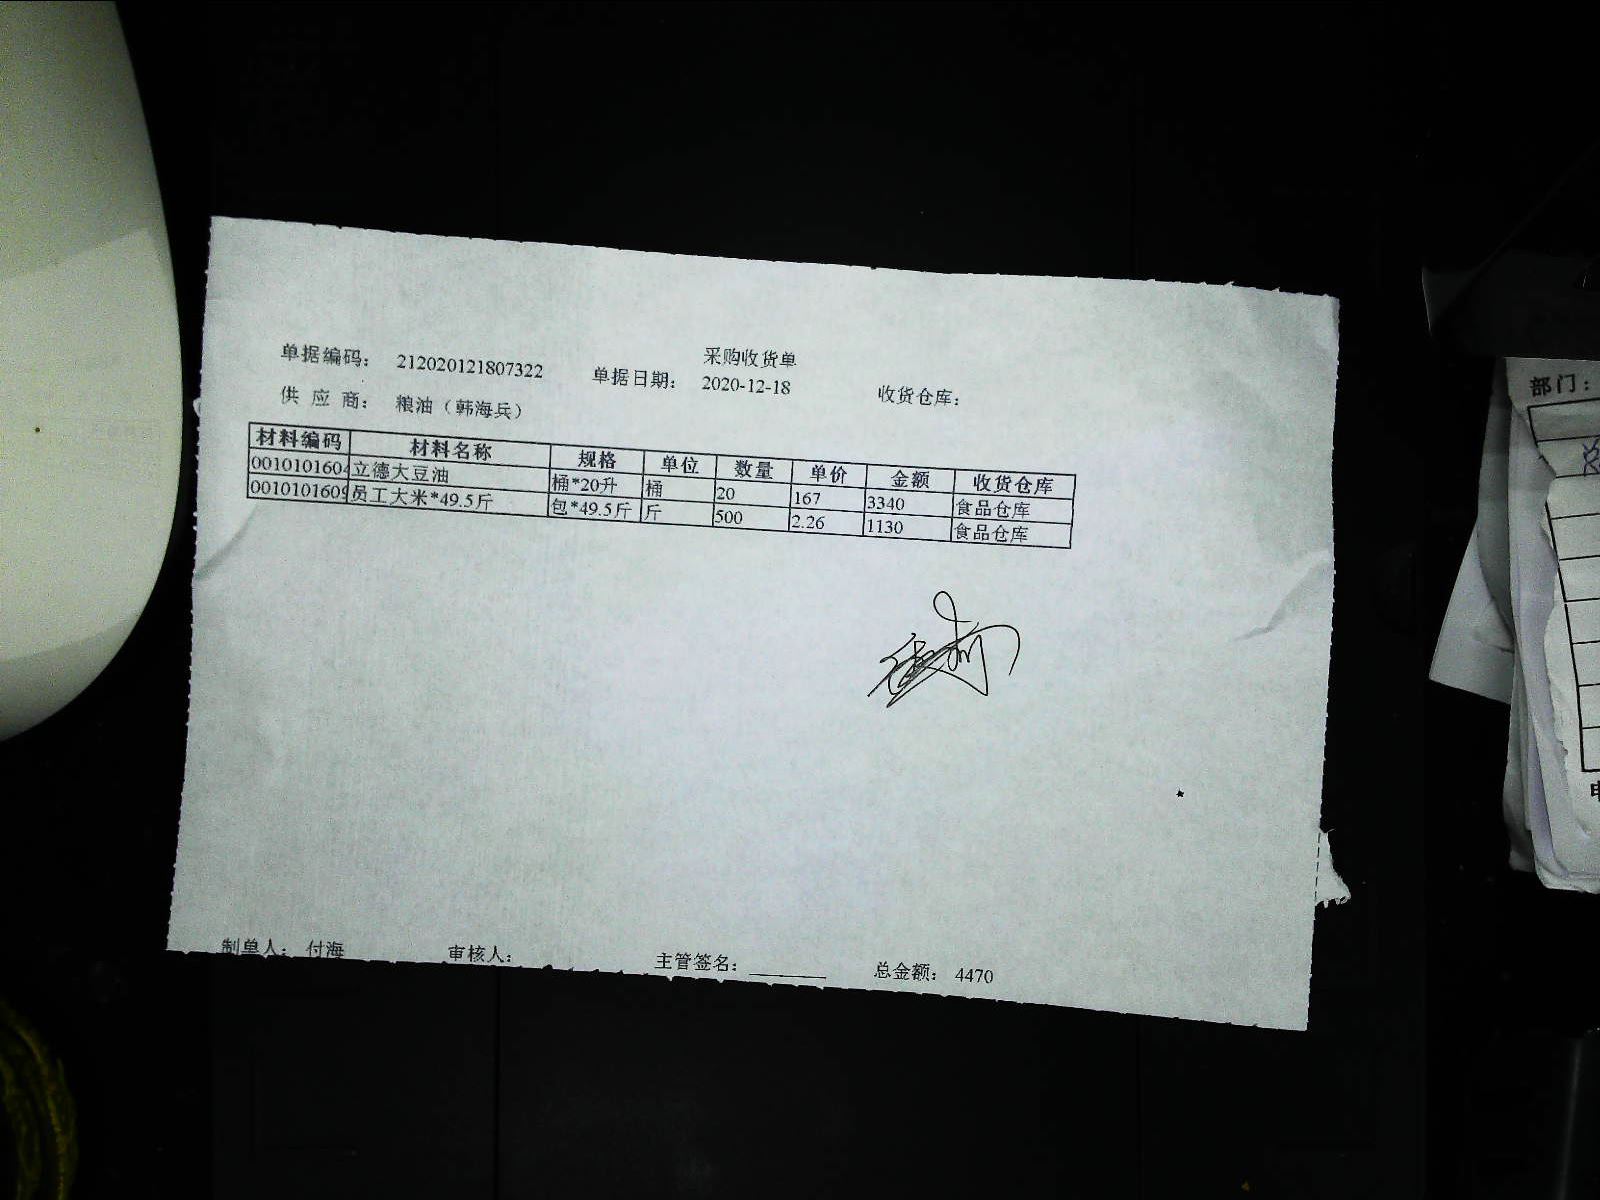 采购收货单
单据编码： 212020121807322 单据日期： 2020-12-18 收货仓库：
供 应 商： 粮油（韩海兵）
材料编码 材料名称 规格 单位 数量 单价 金额 收货仓库
0010101604 立德大豆油 桶*20升 桶 20 167 3340 食品仓库
0010101609 员工大米*49.5斤 包*49.5斤 斤 500 2.26 1130 食品仓库
制单人： 付海 审核人： 主管签名： 总金额： 4470
部门：